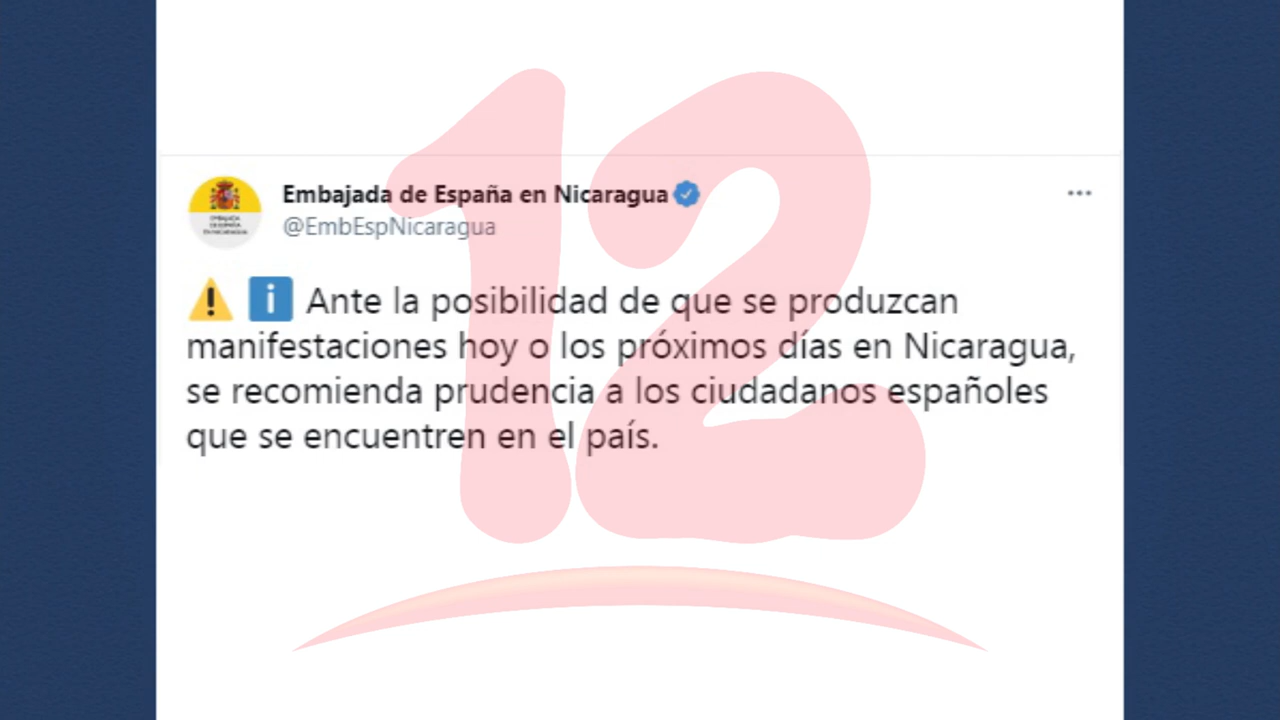 12
Embajada de España en Nicaragua
@EmbEspNicaragua
⚠️ ℹ️ Ante la posibilidad de que se produzcan
manifestaciones hoy o los próximos días en Nicaragua,
se recomienda prudencia a los ciudadanos españoles
que se encuentren en el país.